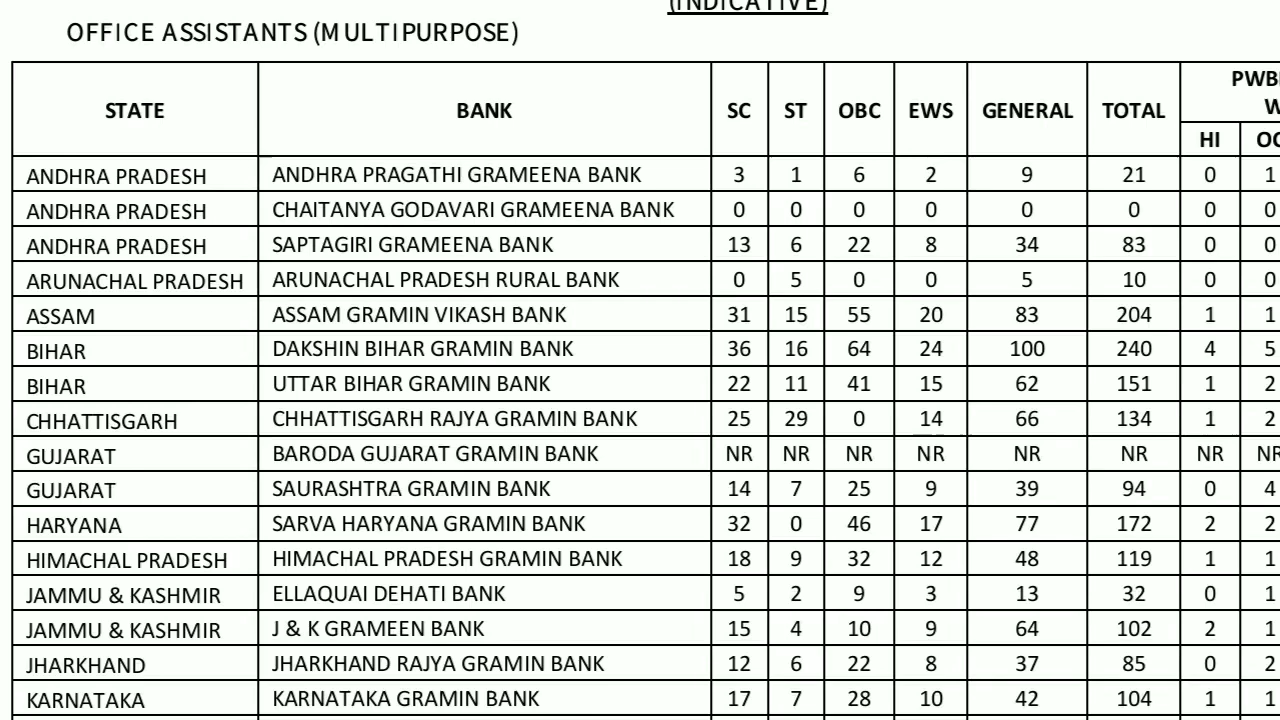 (INDICATIVE)
OFFICE ASSISTANTS (MULTIPURPOSE)
STATE BANK SC ST OBC EWS GENERAL TOTAL
HI
ANDHRA PRADESH ANDHRA PRAGATHI GRAMEENA BANK 3 1 6 2 9 21 0 1
ANDHRA PRADESH CHAITANYA GODAVARI GRAMEENA BANK 0 0 0 0 0 0 0 0
ANDHRA PRADESH SAPTAGIRI GRAMEENA BANK 13 6 22 8 34 83 0 0
ARUNACHAL PRADESH ARUNACHAL PRADESH RURAL BANK 0 5 0 0 5 10 0 0
ASSAM ASSAM GRAMIN VIKASH BANK 31 15 55 20 83 204 1 1
BIHAR DAKSHIN BIHAR GRAMIN BANK 36 16 64 24 100 240 4 5
BIHAR UTTAR BIHAR GRAMIN BANK 22 11 41 15 62 151 1 2
CHHATTISGARH CHHATTISGARH RAJYA GRAMIN BANK 25 29 0 14 66 134 1 2
GUJARAT BARODA GUJARAT GRAMIN BANK NR NR NR NR NR NR NR NR
GUJARAT SAURASHTRA GRAMIN BANK 14 7 25 9 39 94 0 4
HARYANA SARVA HARYANA GRAMIN BANK 32 0 46 17 77 172 2 2
HIMACHAL PRADESH HIMACHAL PRADESH GRAMIN BANK 18 9 32 12 48 119 1 1
JAMMU & KASHMIR ELLAQUAI DEHATI BANK 5 2 9 3 13 32 0 1
JAMMU & KASHMIR J & K GRAMEEN BANK 15 4 10 9 64 102 2 1
JHARKHAND JHARKHAND RAJYA GRAMIN BANK 12 6 22 8 37 85 0 2
KARNATAKA KARNATAKA GRAMIN BANK 17 7 28 10 42 104 1 1